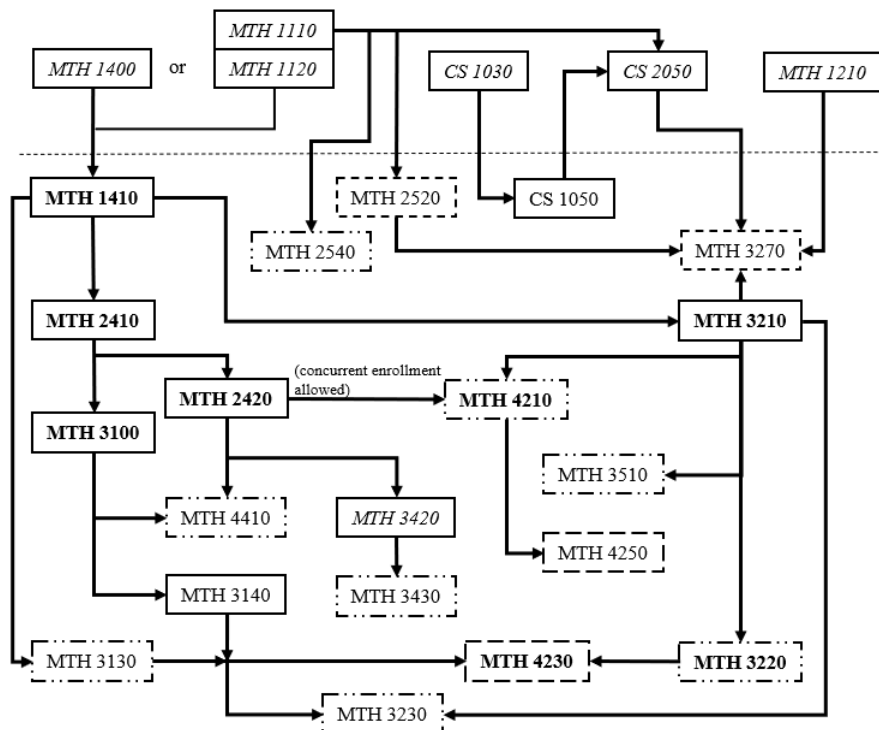 MTH 1110
MTH 1400
or
MTH 1120
CS 1030
CS 2050
MTH 1210
MTH 1410
MTH 2520
CS 1050
MTH 2540
MTH 3270
MTH 2410
MTH 3210
(concurrent enrollment
allowed)
MTH 2420
MTH 4210
MTH 3100
MTH 3510
MTH 4410
MTH 3420
MTH 4250
MTH 3140
MTH 3430
MTH 3130
MTH 4230
MTH 3220
MTH 3230